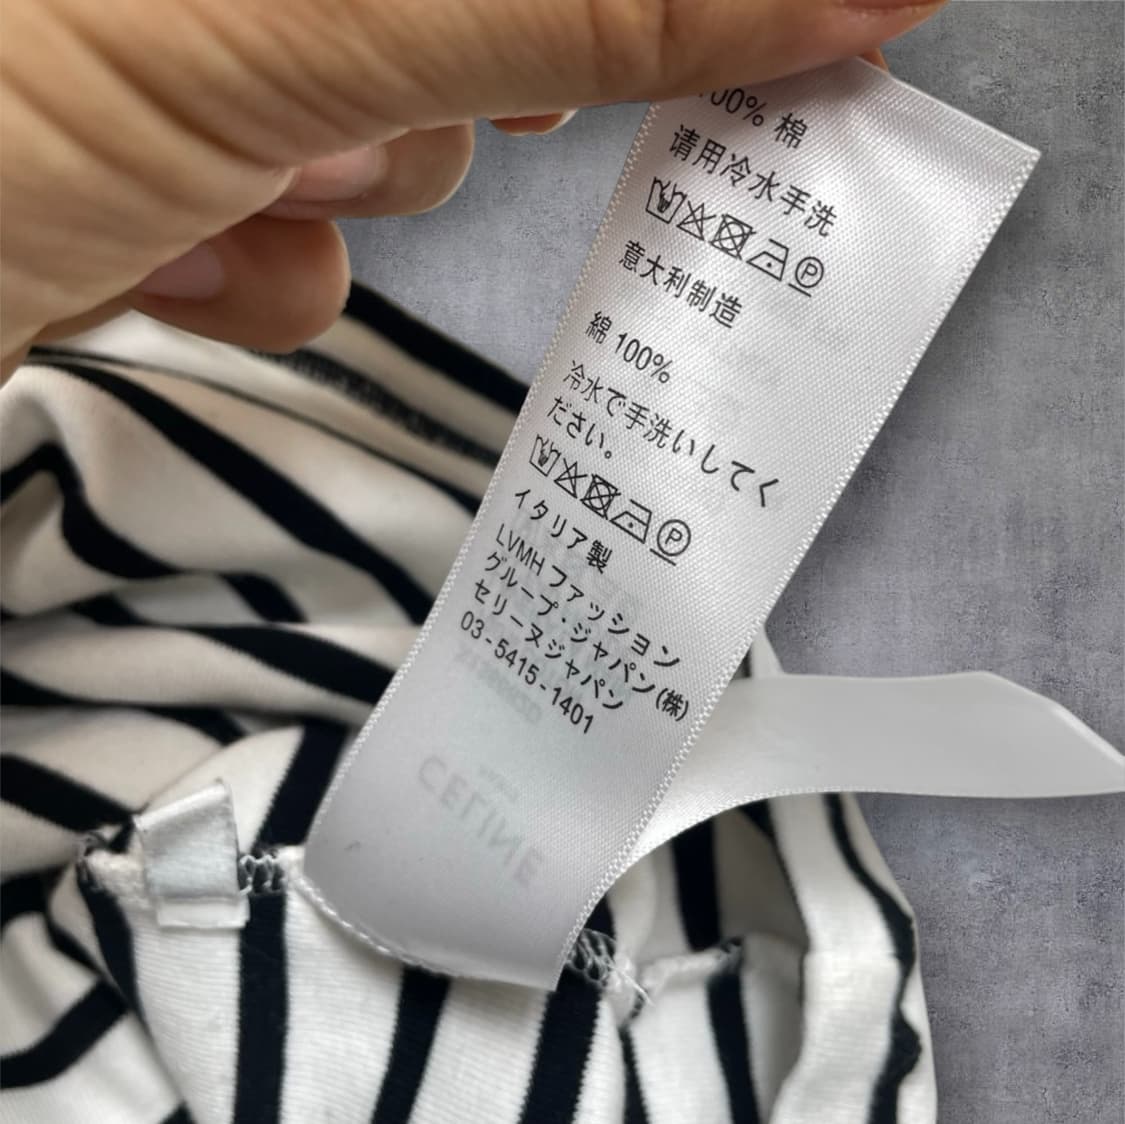 100% 棉
请用冷水手洗
P
意大利制造
綿 100%
冷水で手洗いしてく
ださい。
P
イタリア製
LVMH ファッション
グループ・ジャパン(株)
セリーヌジャパン
03-5415-1401
CELINE